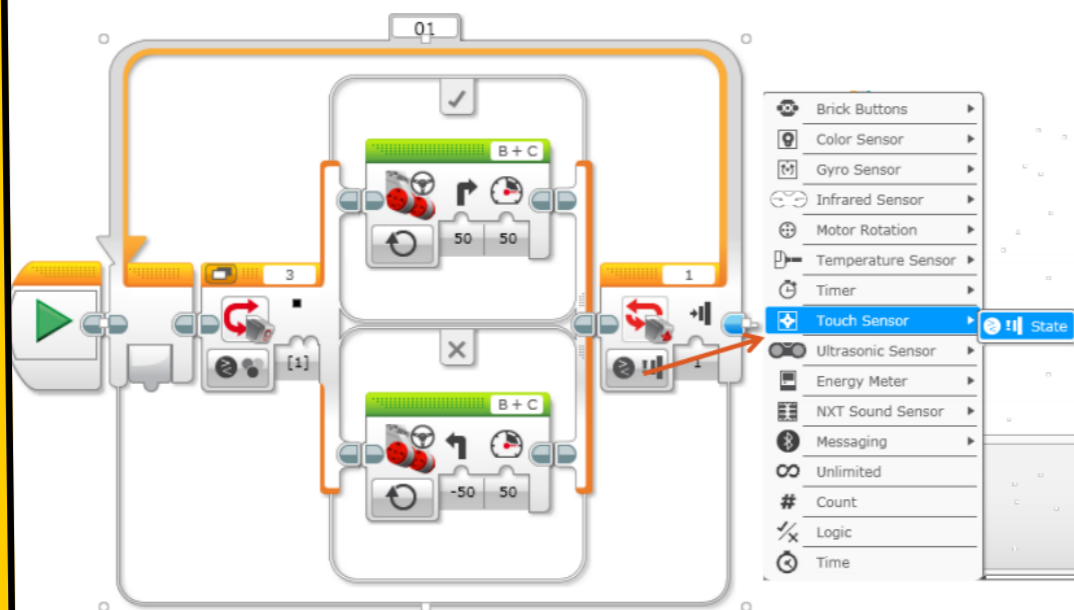 01
B + C
50 50
3
[1]
1
1
B + C
-50 50
Brick Buttons
Color Sensor
Gyro Sensor
Infrared Sensor
Motor Rotation
Temperature Sensor
Timer
Touch Sensor
State
Ultrasonic Sensor
Energy Meter
NXT Sound Sensor
Messaging
Unlimited
# Count
Logic
Time